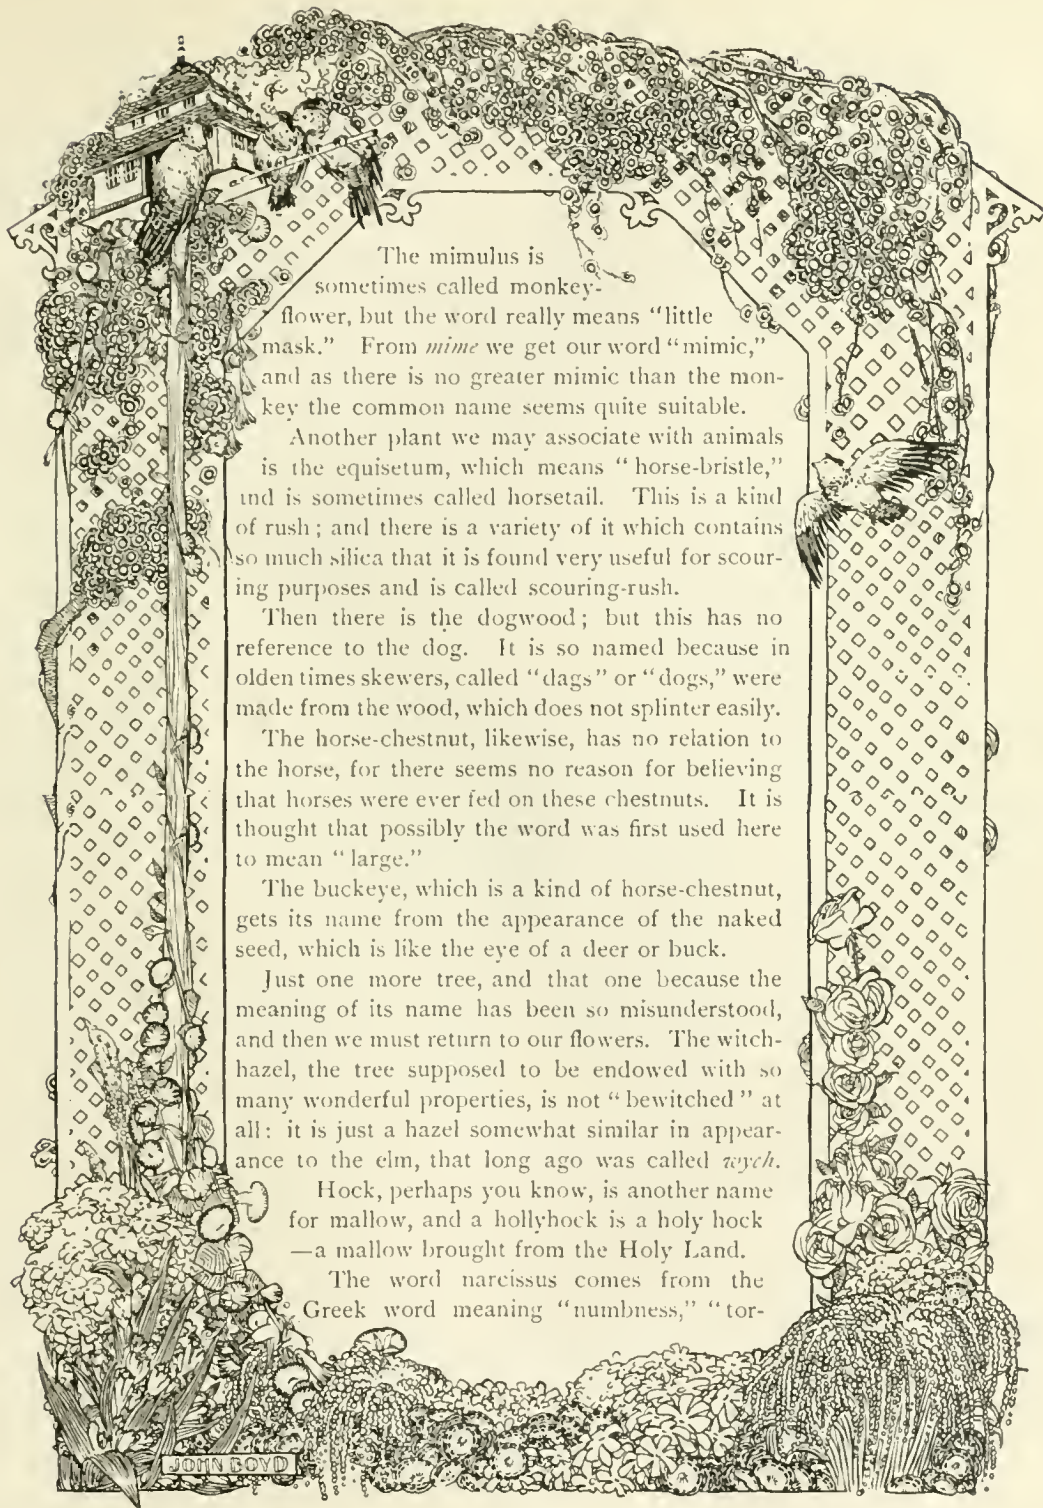 The mimulus is
sometimes called monkey-
flower, but the word really means "little
mask." From mime we get our word "mimic,"
and as there is no greater mimic than the mon-
key the common name seems quite suitable.
Another plant we may associate with animals
is the equisetum, which means "horse-bristle,"
and is sometimes called horsetail. This is a kind
of rush; and there is a variety of it which contains
so much silica that it is found very useful for scour-
ing purposes and is called scouring-rush.
Then there is the dogwood; but this has no
reference to the dog. It is so named because in
olden times skewers, called "dags" or "dogs," were
made from the wood, which does not splinter easily.
The horse-chestnut, likewise, has no relation to
the horse, for there seems no reason for believing
that horses were ever fed on these chestnuts. It is
thought that possibly the word was first used here
to mean "large."
The buckeye, which is a kind of horse-chestnut,
gets its name from the appearance of the naked
seed, which is like the eye of a deer or buck.
Just one more tree, and that one because the
meaning of its name has been so misunderstood,
and then we must return to our flowers. The witch-
hazel, the tree supposed to be endowed with so
many wonderful properties, is not "bewitched" at
all: it is just a hazel somewhat similar in appear-
ance to the elm, that long ago was called wych.
Hock, perhaps you know, is another name
for mallow, and a hollyhock is a holy hock
—a mallow brought from the Holy Land.
The word narcissus comes from the
Greek word meaning "numbness," "tor-
JOHN BOYD